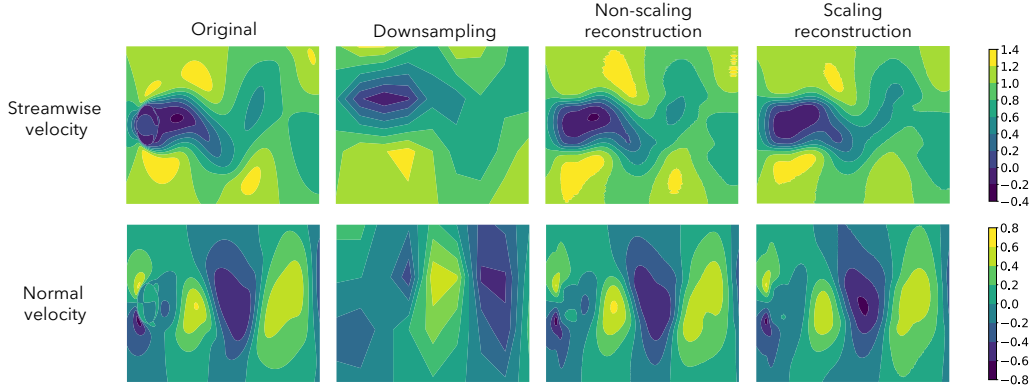 Original
Downsampling
Non-scaling
reconstruction
Scaling
reconstruction
Streamwise
velocity
1.4
1.2
1.0
0.8
0.6
0.4
0.2
0.0
−0.2
−0.4
Normal
velocity
0.8
0.6
0.4
0.2
0.0
−0.2
−0.4
−0.6
−0.8